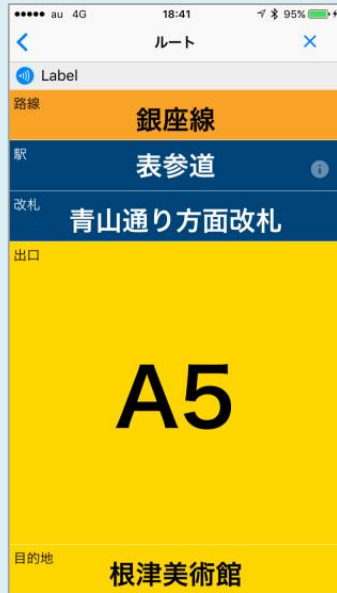 au 4G 18:41 95%
ルート
Label
路線
銀座線
駅
表参道
改札
青山通り方面改札
出口
A5
目的地
根津美術館